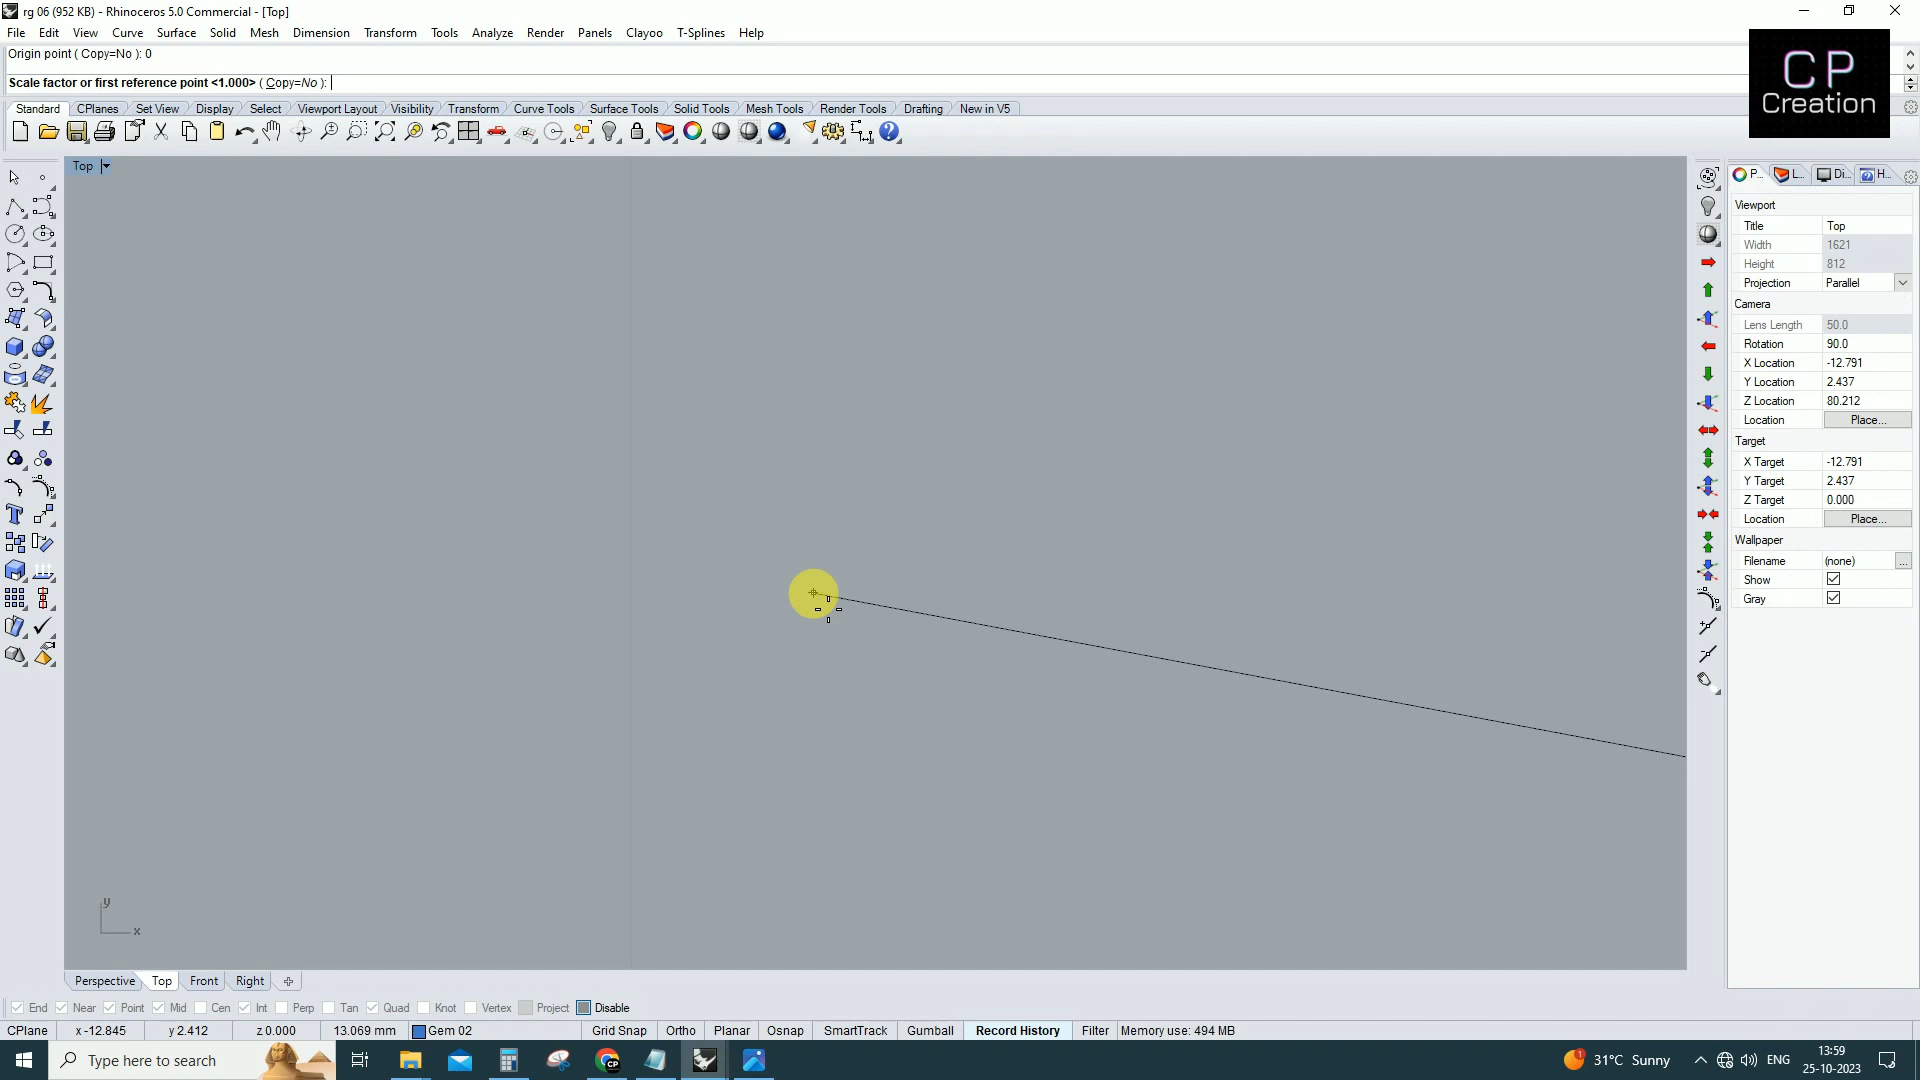 rg 06 (952 KB) - Rhinoceros 5.0 Commercial - [Top]
File Edit View Curve Surface Solid Mesh Dimension Transform Tools Analyze Render Panels Clayoo T-Splines Help
Origin point ( Copy=No ): 0
Scale factor or first reference point <1.000> ( Copy=No ):
CP
Creation
Standard CPlanes Set View Display Select Viewport Layout Visibility Transform Curve Tools Surface Tools Solid Tools Mesh Tools Render Tools Drafting New in V5
Top
P... L... Di... H...
Viewport
Title Top
Width 1621
Height 812
Projection Parallel
Camera
Lens Length 50.0
Rotation 90.0
X Location -12.791
Y Location 2.437
Z Location 80.212
Location Place...
Target
X Target -12.791
Y Target 2.437
Z Target 0.000
Location Place...
Wallpaper
Filename (none) ...
Show
Gray
y
x
Perspective Top Front Right
End Near Point Mid Cen Int Perp Tan Quad Knot Vertex Project Disable
CPlane x -12.845 y 2.412 z 0.000 13.069 mm Gem 02 Grid Snap Ortho Planar Osnap SmartTrack Gumball Record History Filter Memory use: 494 MB
Type here to search
31°C Sunny
ENG
13:59
25-10-2023